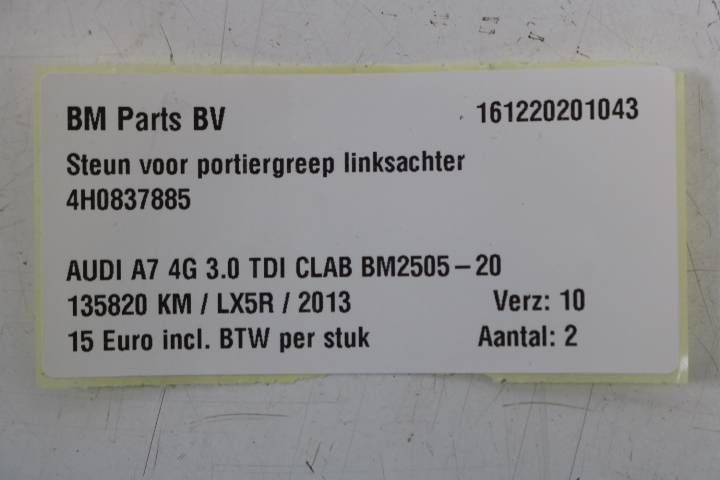 BM Parts BV 161220201043
Steun voor portiergreep linksachter
4H0837885
AUDI A7 4G 3.0 TDI CLAB BM2505-20
135820 KM / LX5R / 2013 Verz: 10
15 Euro incl. BTW per stuk Aantal: 2